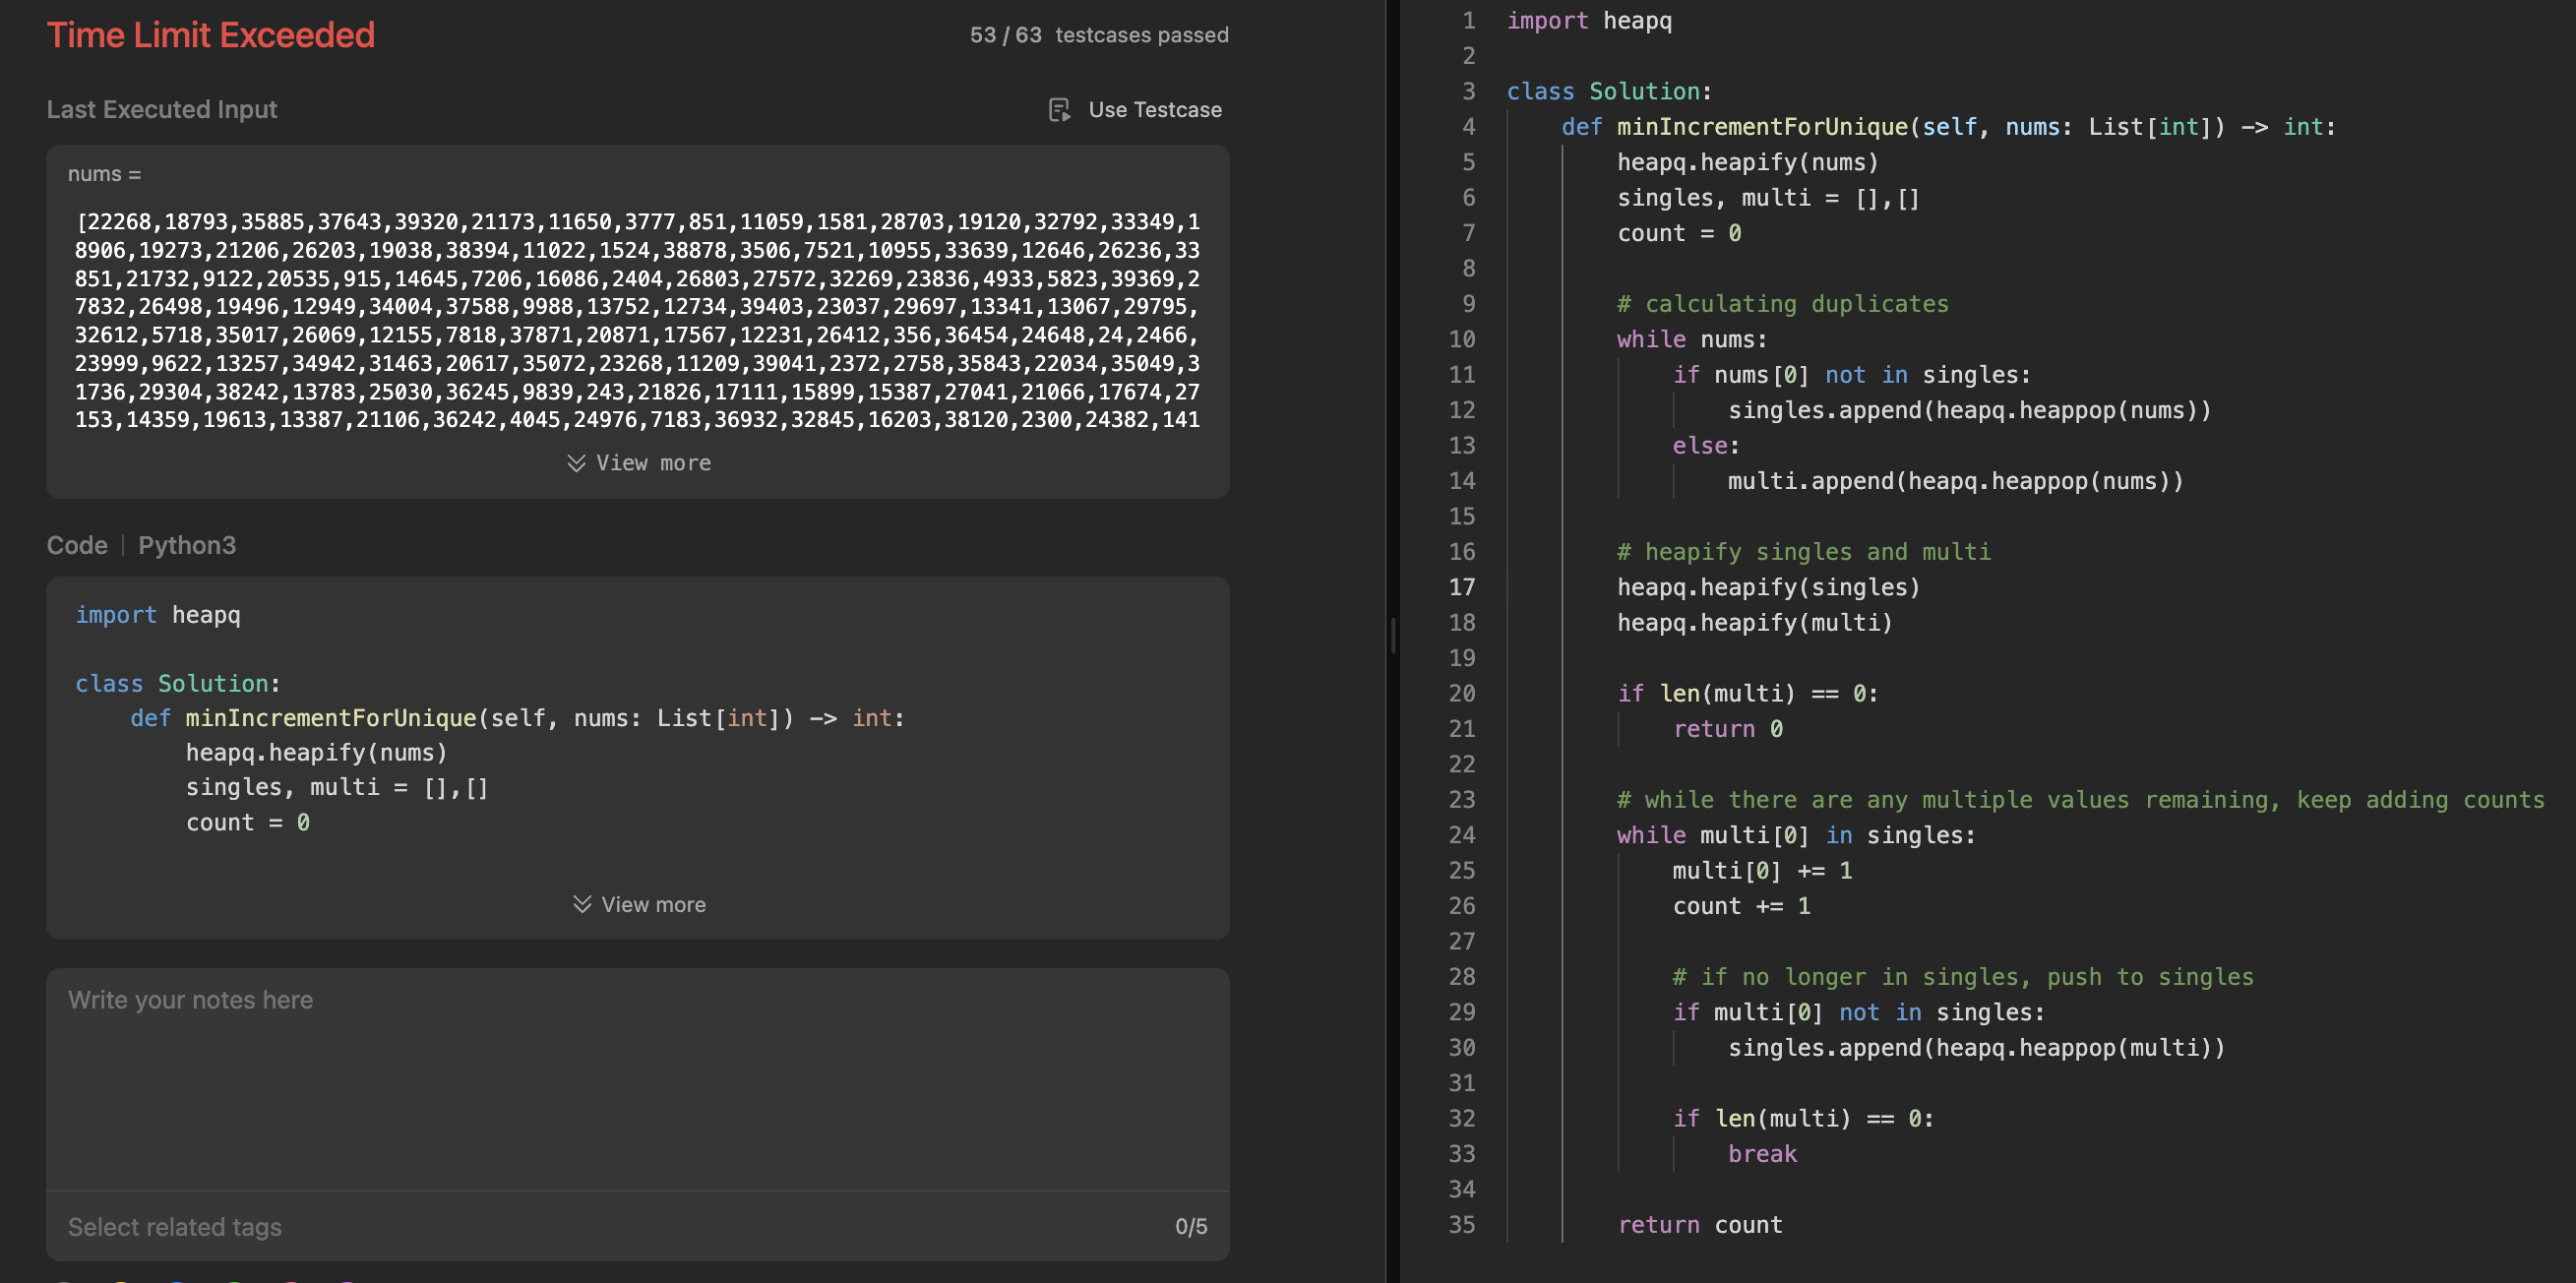 Time Limit Exceeded
53 / 63 testcases passed
Last Executed Input
Use Testcase
nums =
[22268,18793,35885,37643,39320,21173,11650,3777,851,11059,1581,28703,19120,32792,33349,1
8906,19273,21206,26203,19038,38394,11022,1524,38878,3506,7521,10955,33639,12646,26236,33
851,21732,9122,20535,915,14645,7206,16086,2404,26803,27572,32269,23836,4933,5823,39369,2
7832,26498,19496,12949,34004,37588,9988,13752,12734,39403,23037,29697,13341,13067,29795,
32612,5718,35017,26069,12155,7818,37871,20871,17567,12231,26412,356,36454,24648,24,2466,
23999,9622,13257,34942,31463,20617,35072,23268,11209,39041,2372,2758,35843,22034,35049,3
1736,29304,38242,13783,25030,36245,9839,243,21826,17111,15899,15387,27041,21066,17674,27
153,14359,19613,13387,21106,36242,4045,24976,7183,36932,32845,16203,38120,2300,24382,141
View more
Code | Python3
import heapq
class Solution:
    def minIncrementForUnique(self, nums: List[int]) -> int:
        heapq.heapify(nums)
        singles, multi = [],[]
        count = 0
View more
Write your notes here
Select related tags
0/5
1 import heapq
2
3 class Solution:
4     def minIncrementForUnique(self, nums: List[int]) -> int:
5         heapq.heapify(nums)
6         singles, multi = [],[]
7         count = 0
8
9         # calculating duplicates
10         while nums:
11             if nums[0] not in singles:
12                 singles.append(heapq.heappop(nums))
13             else:
14                 multi.append(heapq.heappop(nums))
15
16         # heapify singles and multi
17         heapq.heapify(singles)
18         heapq.heapify(multi)
19
20         if len(multi) == 0:
21             return 0
22
23         # while there are any multiple values remaining, keep adding counts
24         while multi[0] in singles:
25             multi[0] += 1
26             count += 1
27
28             # if no longer in singles, push to singles
29             if multi[0] not in singles:
30                 singles.append(heapq.heappop(multi))
31
32             if len(multi) == 0:
33                 break
34
35         return count